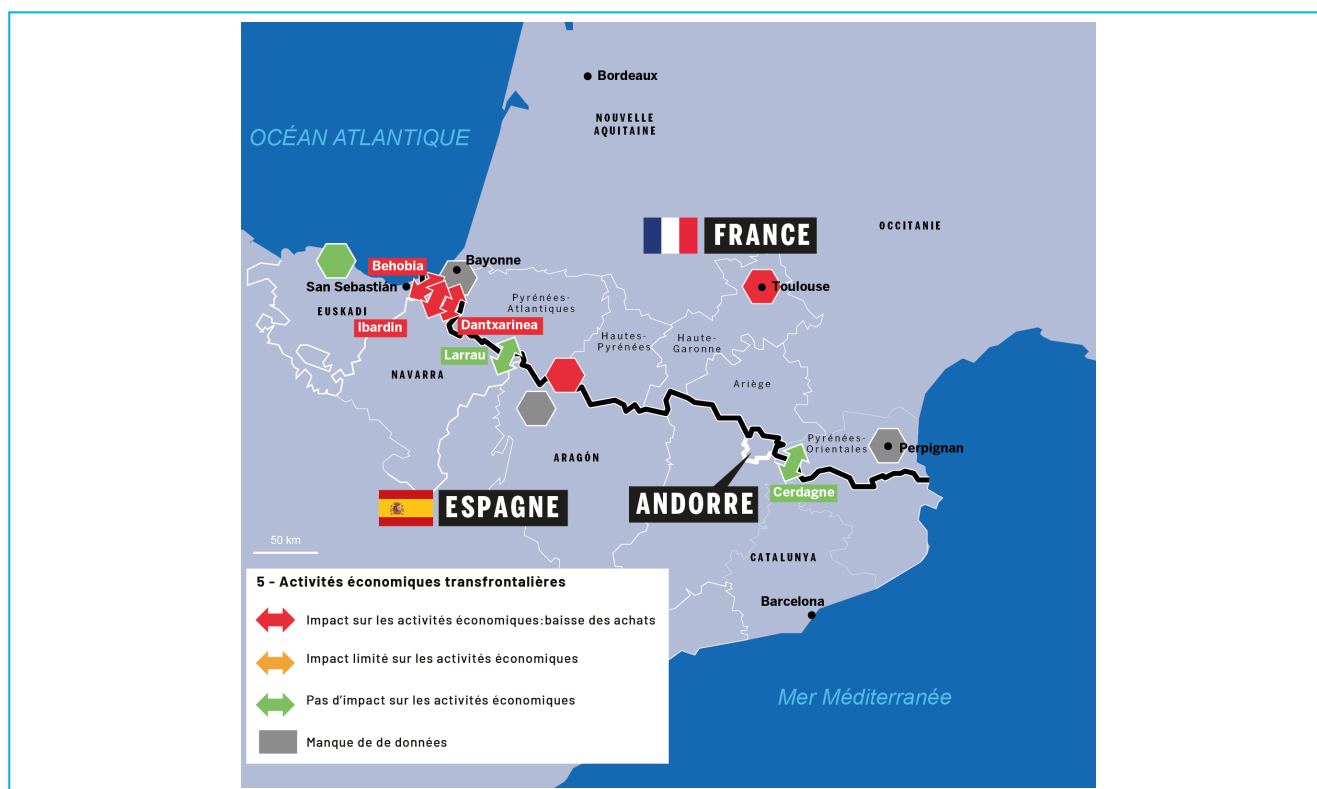 Bordeaux
NOUVELLE
AQUITAINE
OCÉAN ATLANTIQUE
FRANCE
OCCITANIE
Behobia
Bayonne
San Sebastián
Toulouse
EUSKADI
Pyrénées-
Atlantiques
Ibardin
Dantxarinea
Hautes-
Pyrénées
Haute-
Garonne
Larrau
NAVARRA
Ariège
Pyrénées-
Orientales
Perpignan
ARAGÓN
Cerdagne
ESPAGNE
ANDORRE
50 km
CATALUNYA
Barcelona
Mer Méditerranée
5 - Activités économiques transfrontalières
Impact sur les activités économiques:baisse des achats
Impact limité sur les activités économiques
Pas d'impact sur les activités économiques
Manque de de données